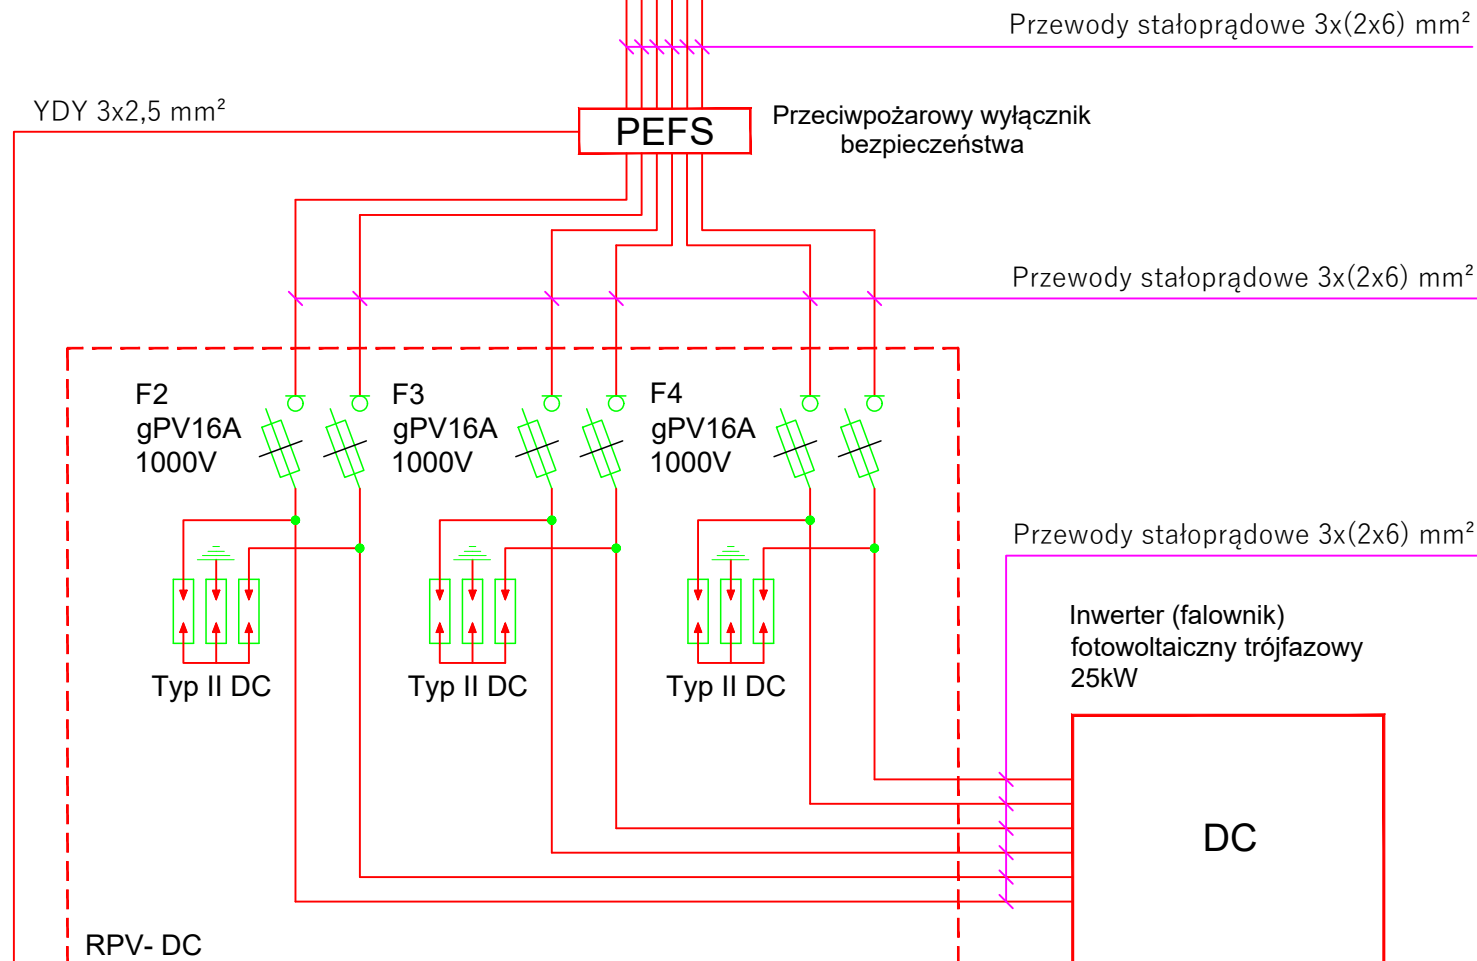 Przewody stałoprądowe 3x(2x6) mm²
YDY 3x2,5 mm²
PEFS
Przeciwpożarowy wyłącznik
bezpieczeństwa
Przewody stałoprądowe 3x(2x6) mm²
F2
gPV16A
1000V
F3
gPV16A
1000V
F4
gPV16A
1000V
Przewody stałoprądowe 3x(2x6) mm²
Typ II DC
Typ II DC
Typ II DC
Inwerter (falownik)
fotowoltaiczny trójfazowy
25kW
DC
RPV- DC